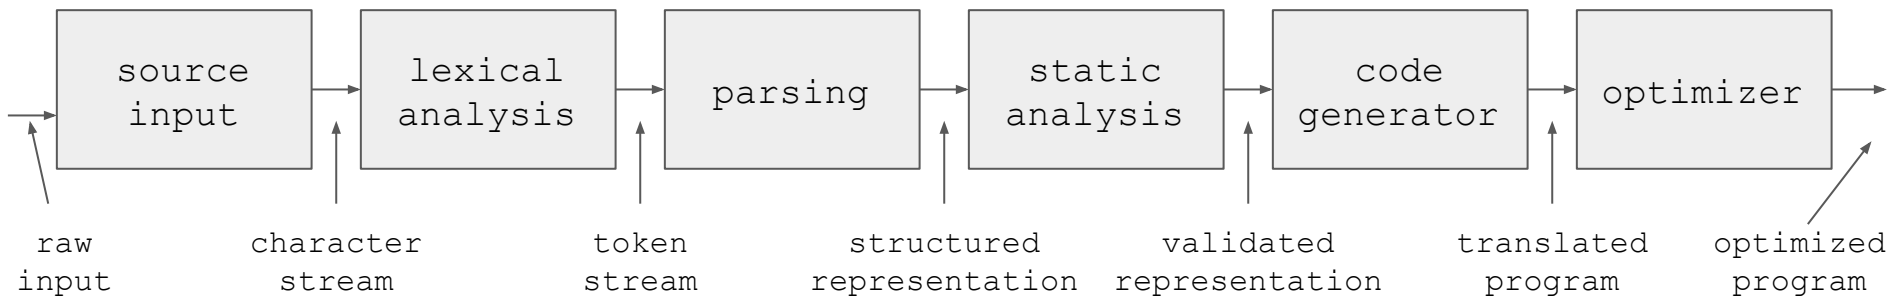 source
input
lexical
analysis
parsing
static
analysis
code
generator
optimizer
raw
input
character
stream
token
stream
structured
representation
validated
representation
translated
program
optimized
program